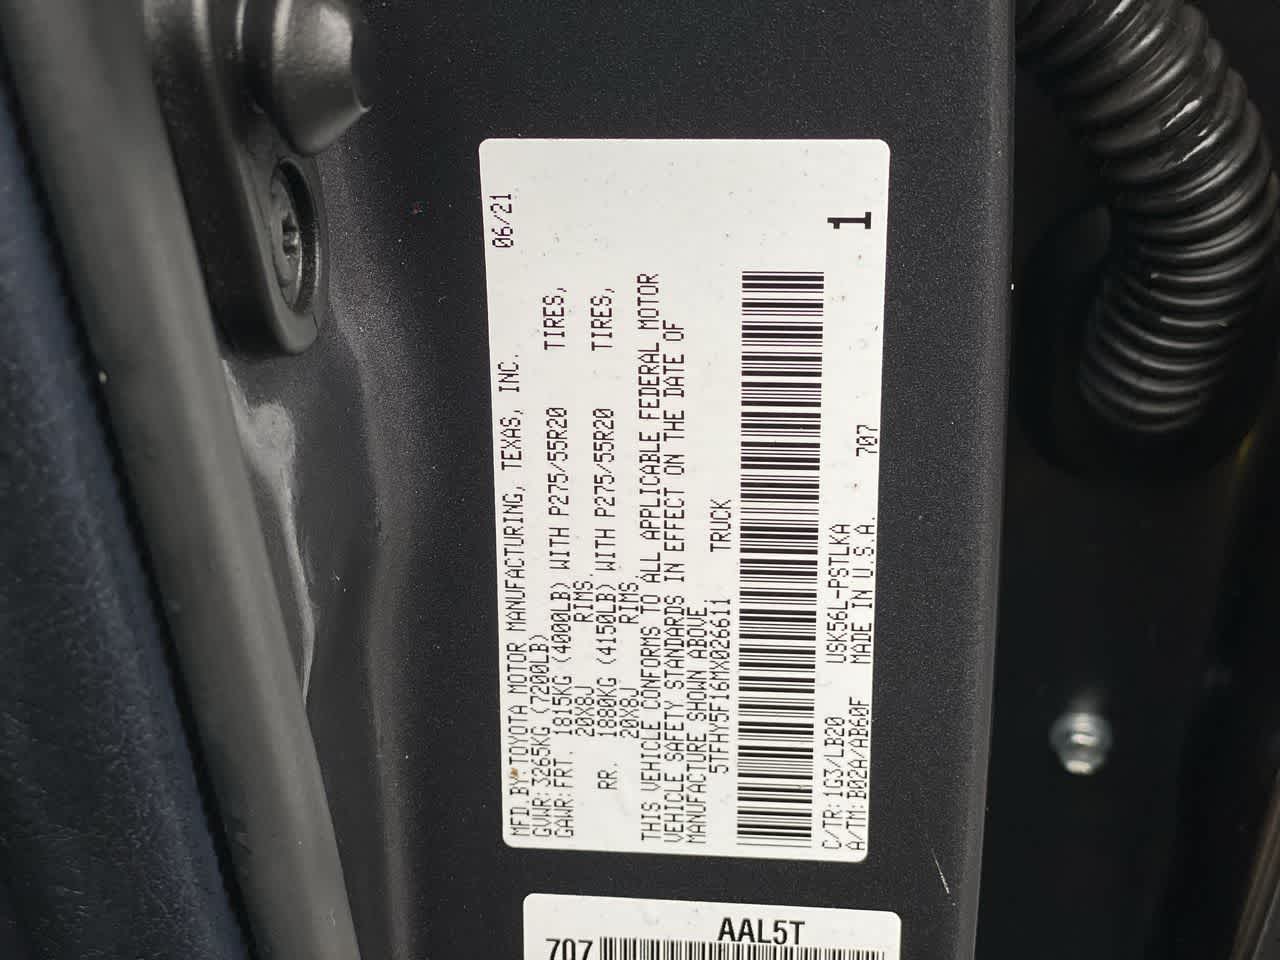 MFD.BY:TOYOTA MOTOR MANUFACTURING, TEXAS, INC. 06/21
GVWR:3265KG (7200LB)
GAWR:FRT. 1815KG (4000LB) WITH P275/55R20 TIRES,
20X8J RIMS.
RR. 1880KG (4150LB) WITH P275/55R20 TIRES,
20X8J RIMS.
THIS VEHICLE CONFORMS TO ALL APPLICABLE FEDERAL MOTOR
VEHICLE SAFETY STANDARDS IN EFFECT ON THE DATE OF
MANUFACTURE SHOWN ABOVE.
5TFHY5F16MX026611 TRUCK
C/TR:1G3/LB20 USK56L-PSTLKA
A/TM:B02A/AB60F MADE IN U.S.A. 707
1
AAL5T
707